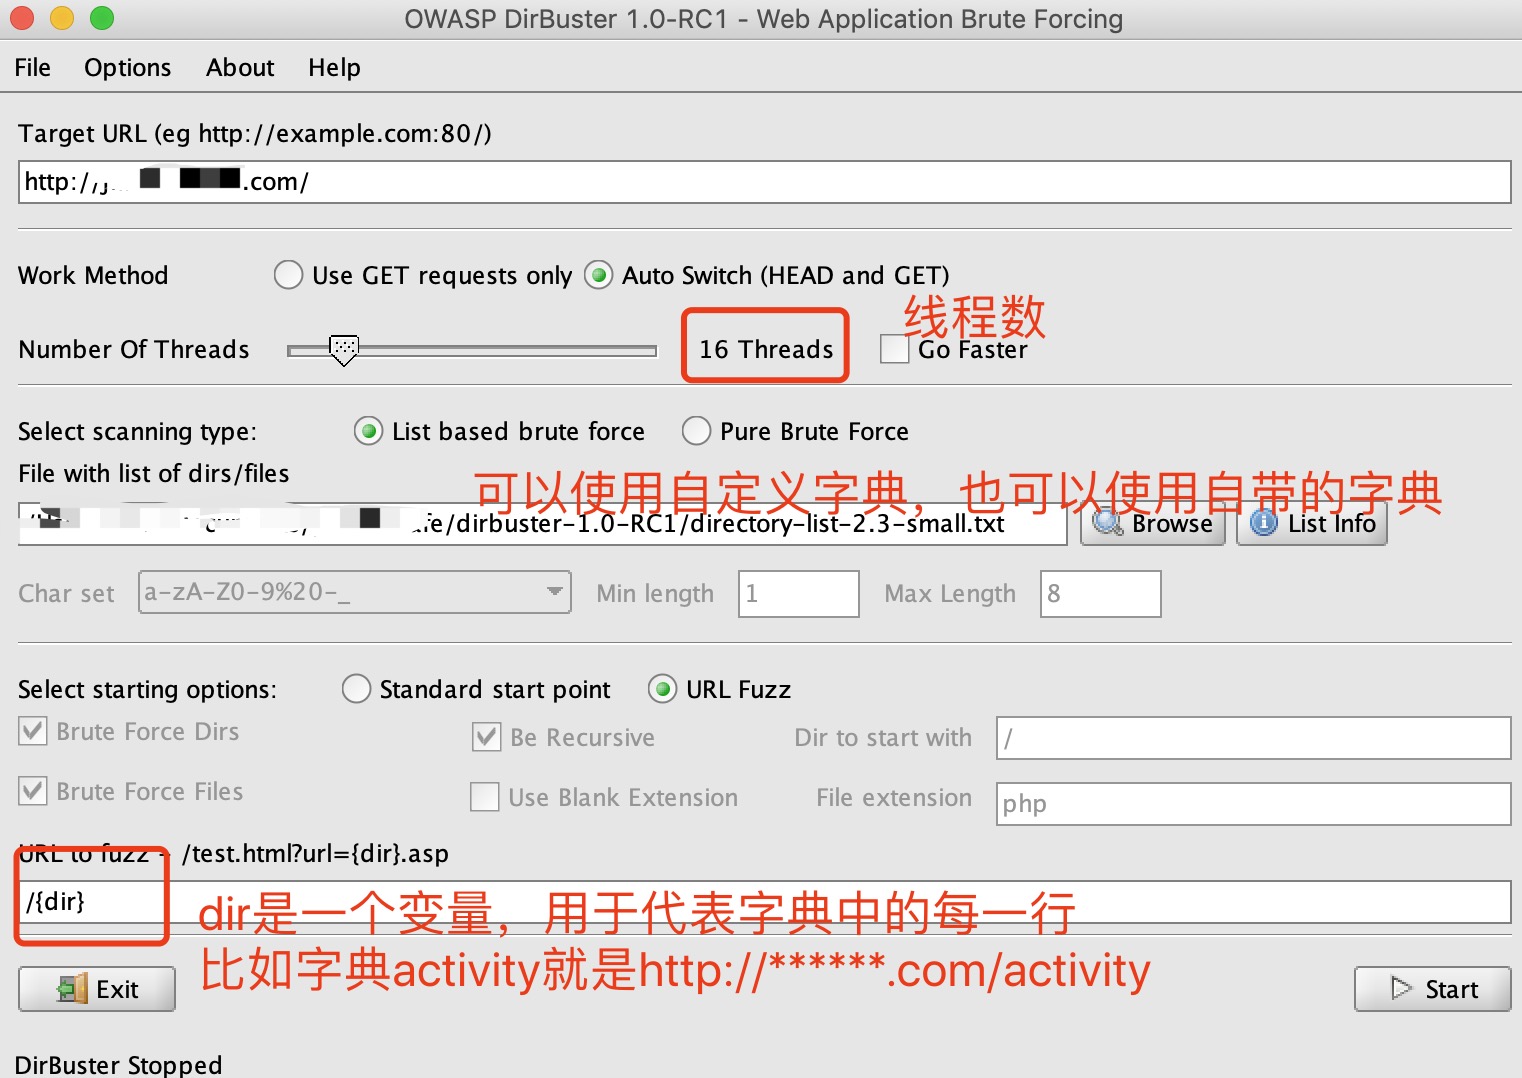 OWASP DirBuster 1.0-RC1 - Web Application Brute Forcing
File Options About Help
Target URL (eg http://example.com:80/)
http:// .com/
Work Method Use GET requests only Auto Switch (HEAD and GET)
线程数
Number Of Threads 16 Threads Go Faster
Select scanning type: List based brute force Pure Brute Force
File with list of dirs/files
可以使用自定义字典，也可以使用自带的字典
/dirbuster-1.0-RC1/directory-list-2.3-small.txt Browse List Info
Char set a-zA-Z0-9%20-_ Min length 1 Max Length 8
Select starting options: Standard start point URL Fuzz
Brute Force Dirs Be Recursive Dir to start with /
Brute Force Files Use Blank Extension File extension php
URL to fuzz - /test.html?url={dir}.asp
/{dir}
dir是一个变量，用于代表字典中的每一行
比如字典activity就是http://******.com/activity
Exit Start
DirBuster Stopped